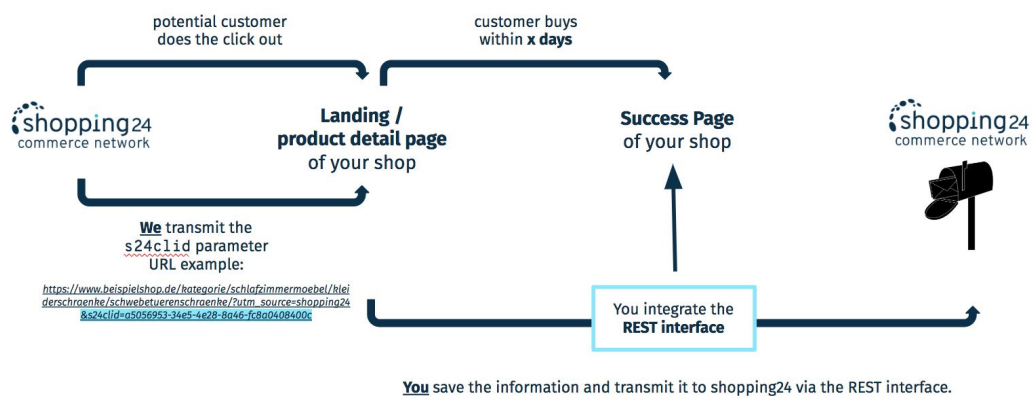 potential customer
does the click out
customer buys
within x days
shopping24
commerce network
Landing /
product detail page
of your shop
Success Page
of your shop
shopping24
commerce network
We transmit the
s24clid parameter
URL example:
https://www.beispielshop.de/kategorie/schlafzimmermoebel/klei
derschraenke/schwebetuerenschraenke/?utm_source=shopping24
&s24clid=a5056953-34e5-4e28-8a46-fc8a0408400c
You integrate the
REST interface
You save the information and transmit it to shopping24 via the REST interface.